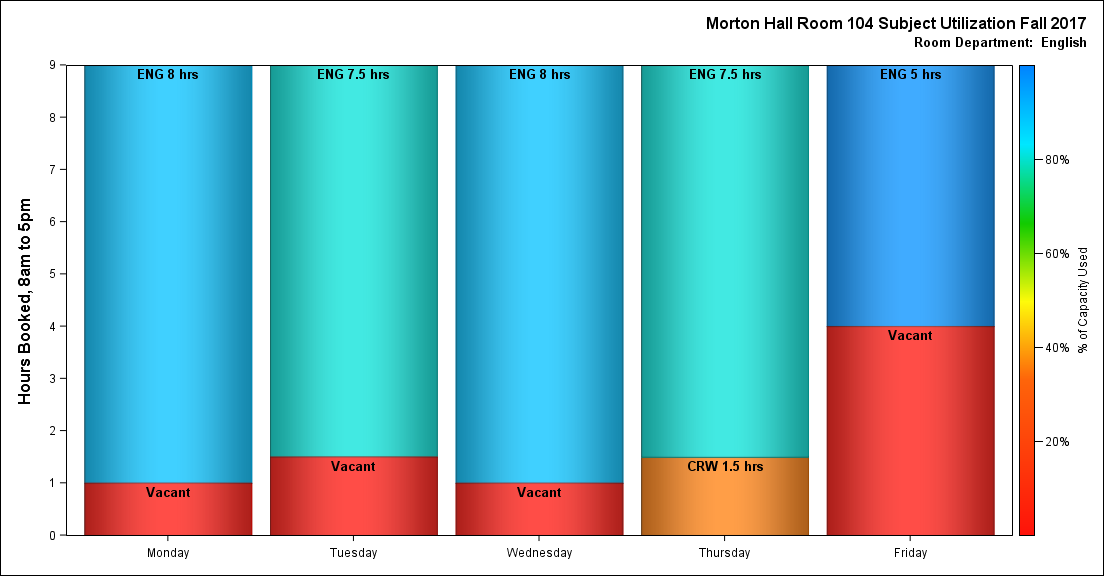 Morton Hall Room 104 Subject Utilization Fall 2017
Room Department:  English
Hours Booked, 8am to 5pm
9
8
7
6
5
4
3
2
1
0
ENG 8 hrs
Vacant
ENG 7.5 hrs
Vacant
ENG 8 hrs
Vacant
ENG 7.5 hrs
CRW 1.5 hrs
ENG 5 hrs
Vacant
Monday
Tuesday
Wednesday
Thursday
Friday
80%
60%
40%
20%
% of Capacity Used